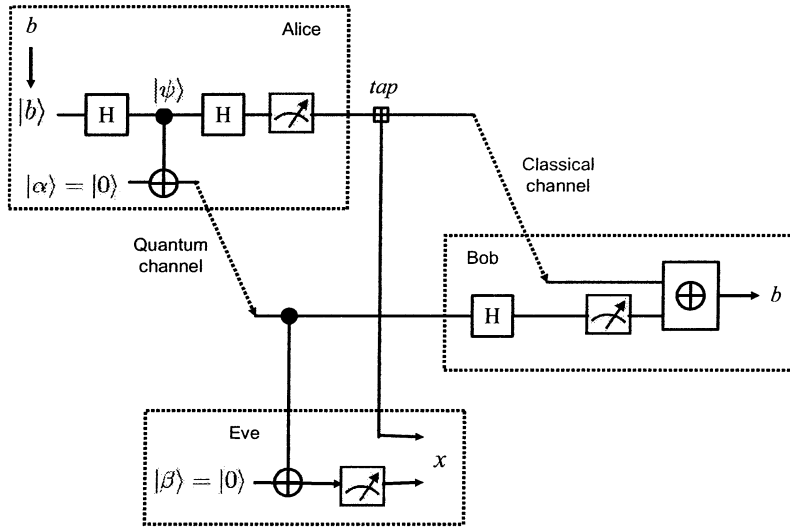 b
Alice
|ψ⟩
tap
|b⟩
H
H
|α⟩ = |0⟩
Classical
channel
Quantum
channel
Bob
H
b
Eve
x
|β⟩ = |0⟩